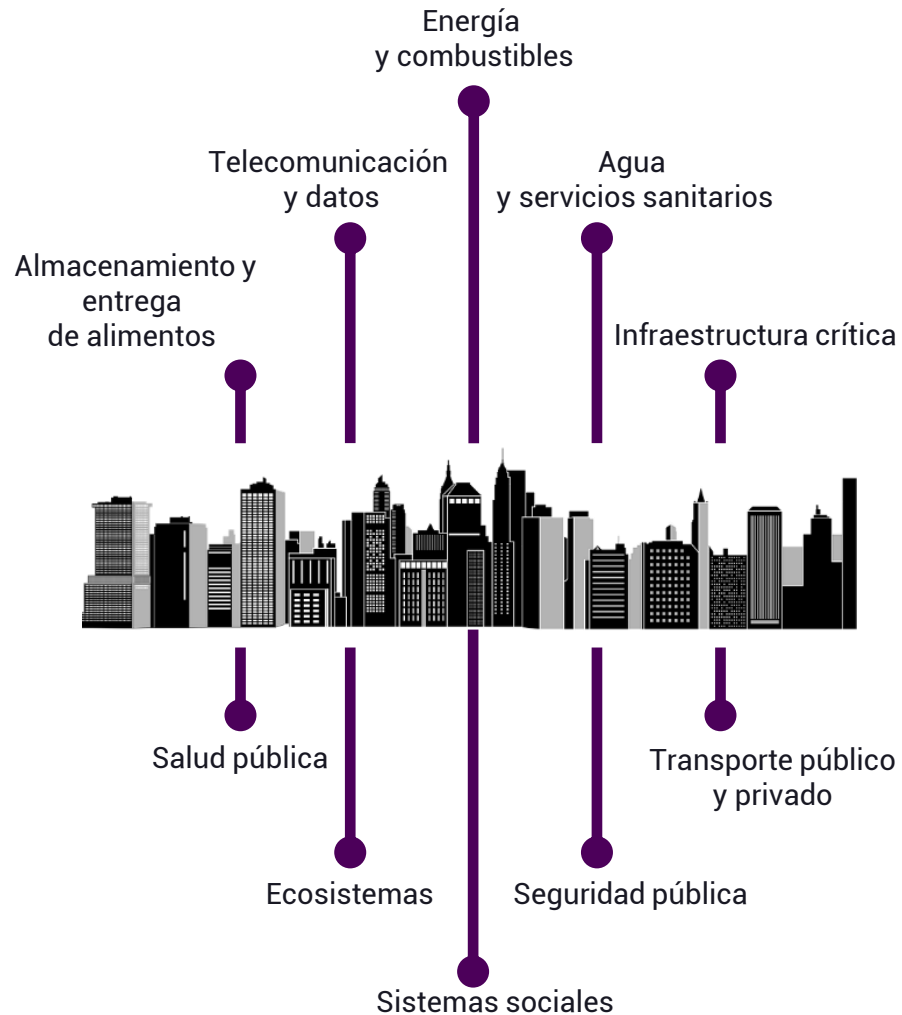 Energía
y combustibles
Telecomunicación
y datos
Agua
y servicios sanitarios
Almacenamiento y
entrega
de alimentos
Infraestructura crítica
Salud pública
Transporte público
y privado
Ecosistemas
Seguridad pública
Sistemas sociales